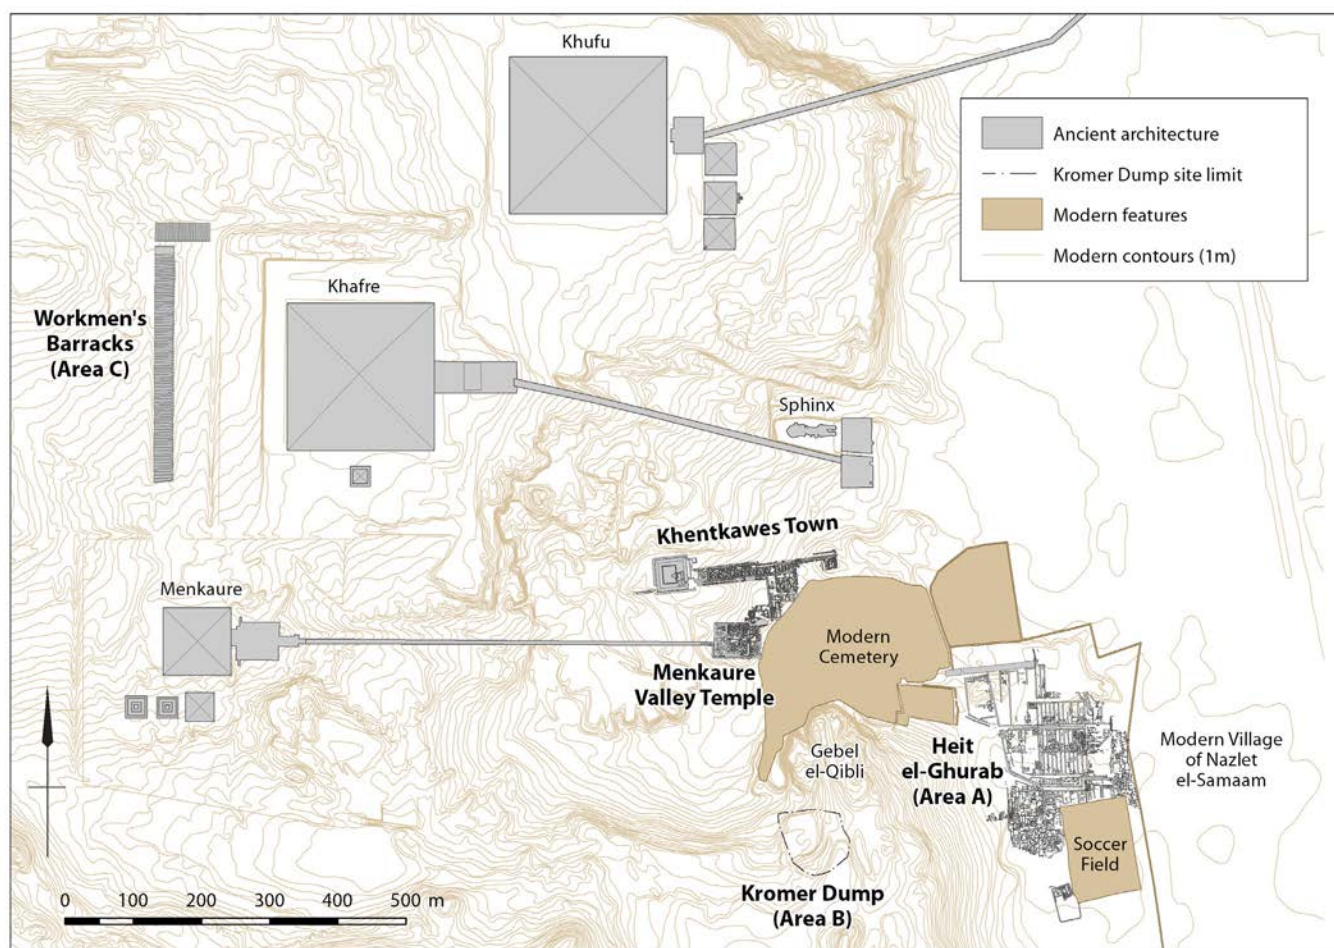 Khufu
Ancient architecture
Kromer Dump site limit
Modern features
Modern contours (1m)
Khafre
Workmen's
Barracks
(Area C)
Sphinx
Khentkawes Town
Menkaure
Modern
Cemetery
Menkaure
Valley Temple
Gebel
el-Qibli
Heit
el-Ghurab
(Area A)
Modern Village
of Nazlet
el-Samaam
Soccer
Field
Kromer Dump
(Area B)
0 100 200 300 400 500 m